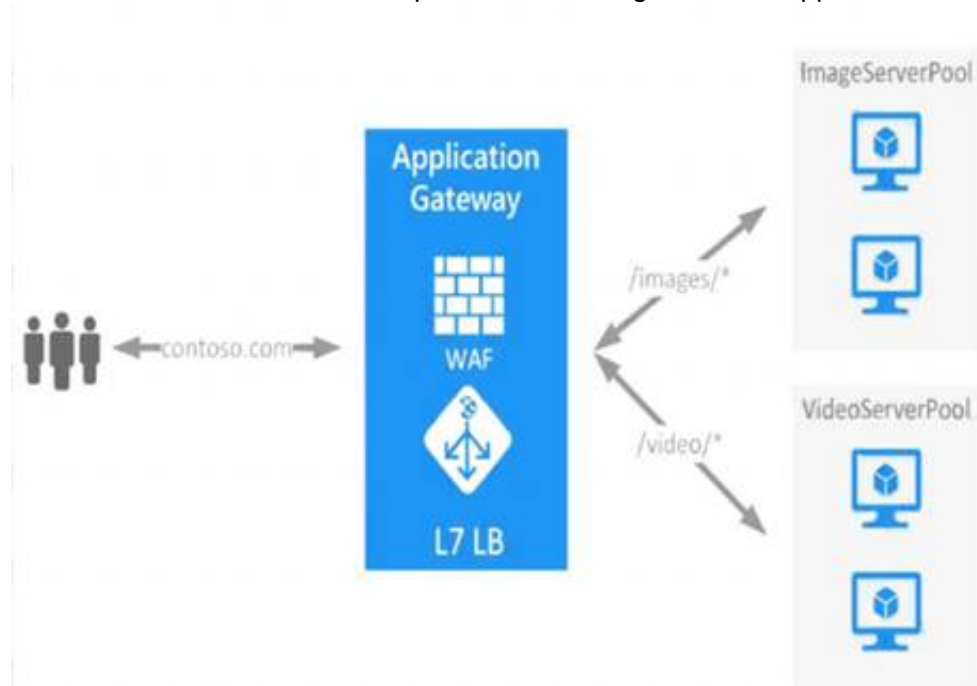 Application
Gateway
WAF
L7 LB
contoso.com
/images/*
/video/*
ImageServerPool
VideoServerPool